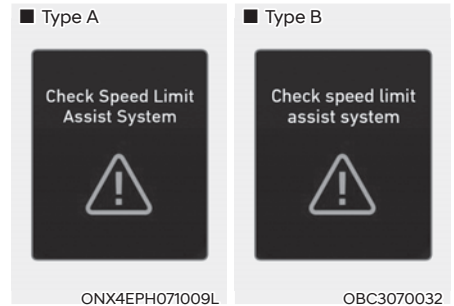 ■ Type A
Check Speed Limit
Assist System
ONX4EPH071009L
■ Type B
Check speed limit
assist system
OBC3070032